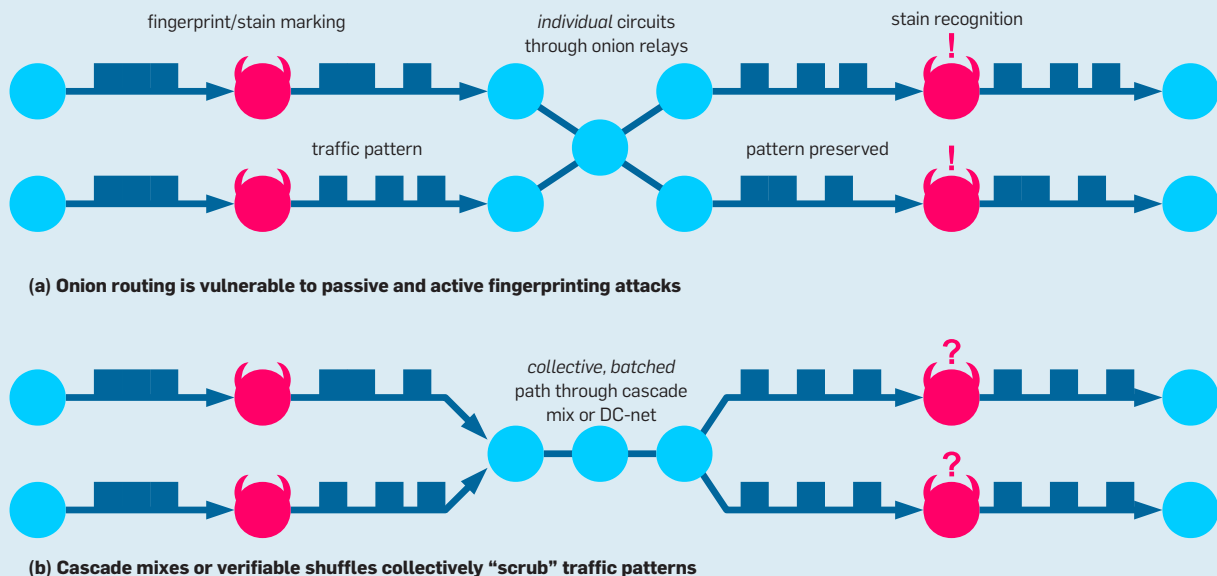 fingerprint/stain marking
individual circuits
through onion relays
stain recognition
!
traffic pattern
pattern preserved
!
(a) Onion routing is vulnerable to passive and active fingerprinting attacks
?
collective, batched
path through cascade
mix or DC-net
?
(b) Cascade mixes or verifiable shuffles collectively “scrub” traffic patterns